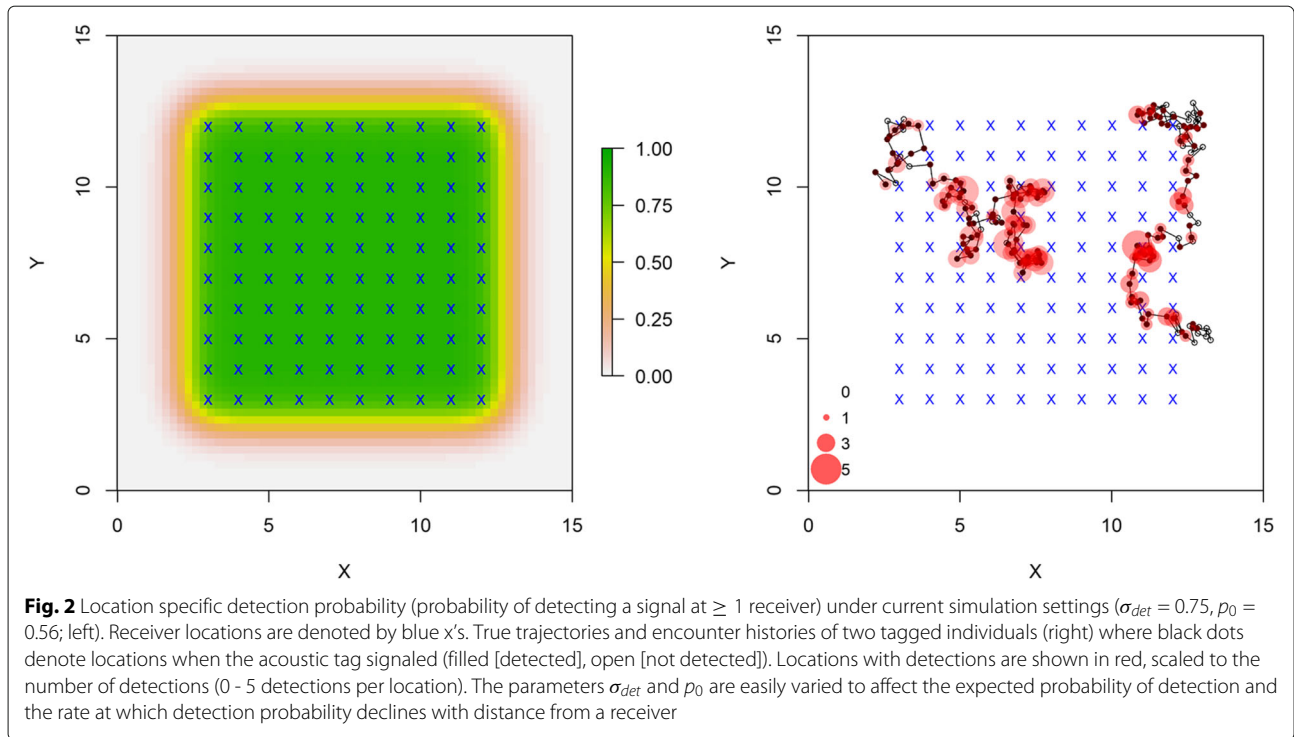 15
10
5
0
Y
0 5 10 15
X
1.00
0.75
0.50
0.25
0.00
15
10
5
0
Y
0 5 10 15
X
0
1
3
5
x x x x x x x x x x
x x x x x x x x x x
x x x x x x x x x x
x x x x x x x x x x
x x x x x x x x x x
x x x x x x x x x x
x x x x x x x x x x
x x x x x x x x x x
x x x x x x x x x x
x x x x x x x x x x
Fig. 2 Location specific detection probability (probability of detecting a signal at ≥ 1 receiver) under current simulation settings (σdet = 0.75, p0 =
0.56; left). Receiver locations are denoted by blue x's. True trajectories and encounter histories of two tagged individuals (right) where black dots
denote locations when the acoustic tag signaled (filled [detected], open [not detected]). Locations with detections are shown in red, scaled to the
number of detections (0 - 5 detections per location). The parameters σdet and p0 are easily varied to affect the expected probability of detection and
the rate at which detection probability declines with distance from a receiver